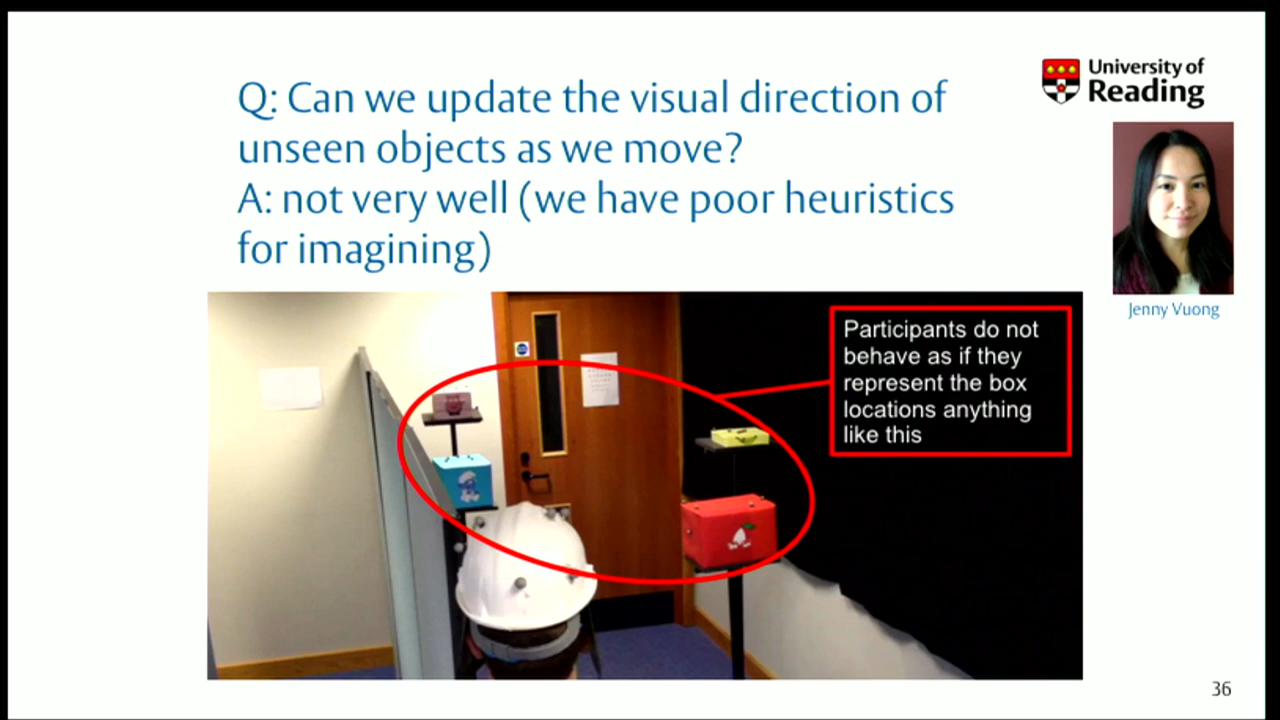 Q: Can we update the visual direction of
unseen objects as we move?
A: not very well (we have poor heuristics
for imagining)
University of
Reading
Jenny Vuong
Participants do not
behave as if they
represent the box
locations anything
like this
36